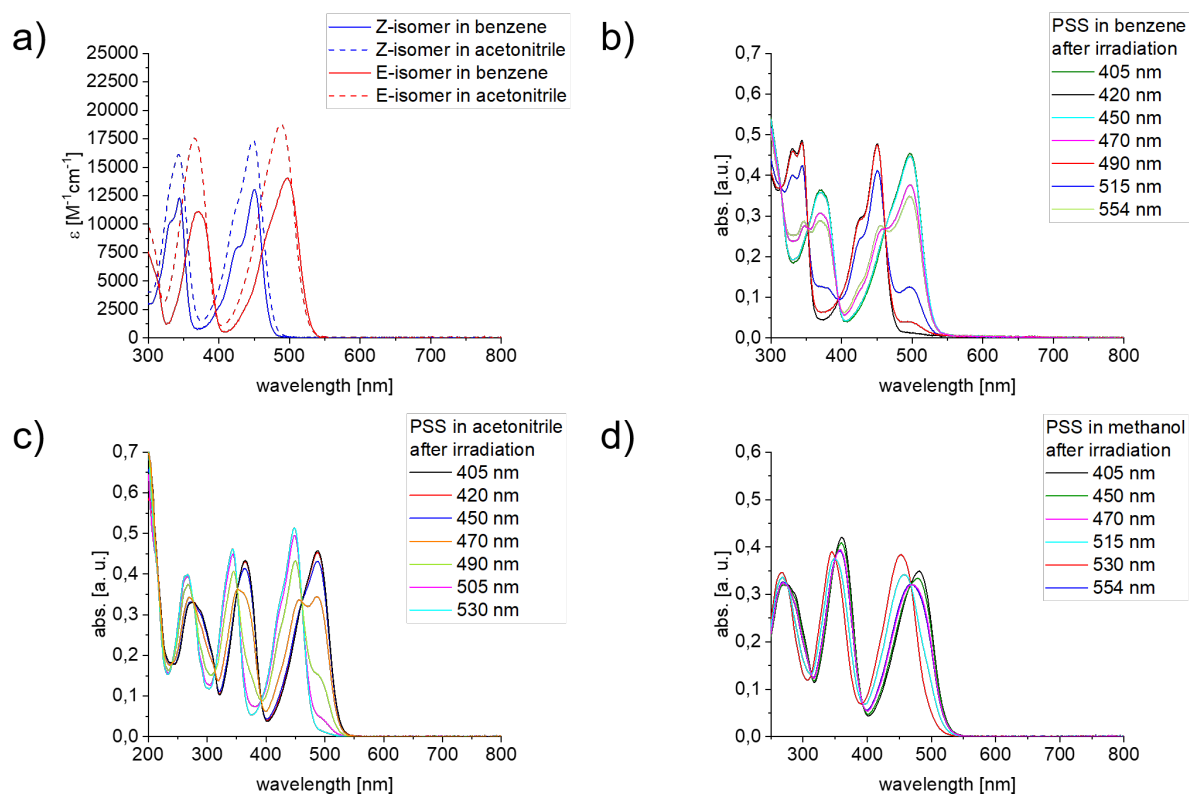 a)
Z-isomer in benzene
Z-isomer in acetonitrile
E-isomer in benzene
E-isomer in acetonitrile
25000
22500
20000
17500
15000
12500
10000
7500
5000
2500
0
ε [M⁻¹cm⁻¹]
300 400 500 600 700 800
wavelength [nm]
b)
PSS in benzene
after irradiation
405 nm
420 nm
450 nm
470 nm
490 nm
515 nm
554 nm
0,7
0,6
0,5
0,4
0,3
0,2
0,1
0,0
abs. [a.u.]
300 400 500 600 700 800
wavelength [nm]
c)
PSS in acetonitrile
after irradiation
405 nm
420 nm
450 nm
470 nm
490 nm
505 nm
530 nm
0,7
0,6
0,5
0,4
0,3
0,2
0,1
0,0
abs. [a. u.]
200 300 400 500 600 700 800
wavelength [nm]
d)
PSS in methanol
after irradiation
405 nm
450 nm
470 nm
515 nm
530 nm
554 nm
0,6
0,5
0,4
0,3
0,2
0,1
0,0
abs. [a. u.]
300 400 500 600 700 800
wavelength [nm]